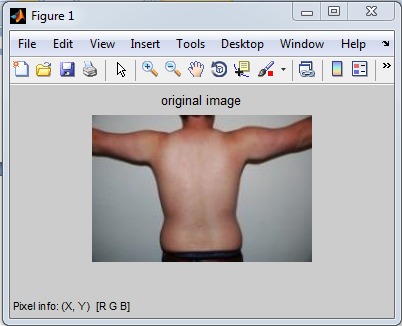 Figure 1
File Edit View Insert Tools Desktop Window Help
original image
Pixel info: (X, Y) [R G B]